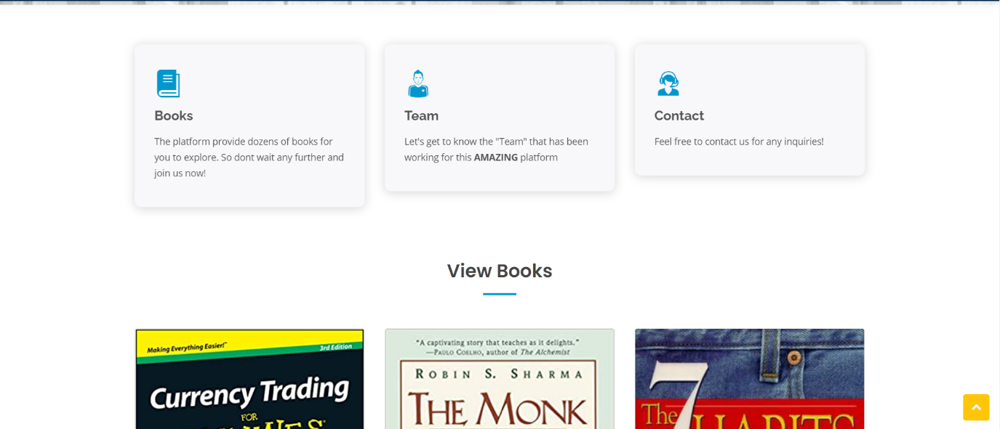 Books
The platform provide dozens of books for
you to explore. So dont wait any further and
join us now!
Team
Let's get to know the "Team" that has been
working for this AMAZING platform
Contact
Feel free to contact us for any inquiries!
View Books
Making Everything Easier!™
3rd Edition
Currency Trading
FOR
"A captivating story that teaches as it delights."
—PAULO COELHO, author of The Alchemist
ROBIN S. SHARMA
THE MONK
7
The HABITS